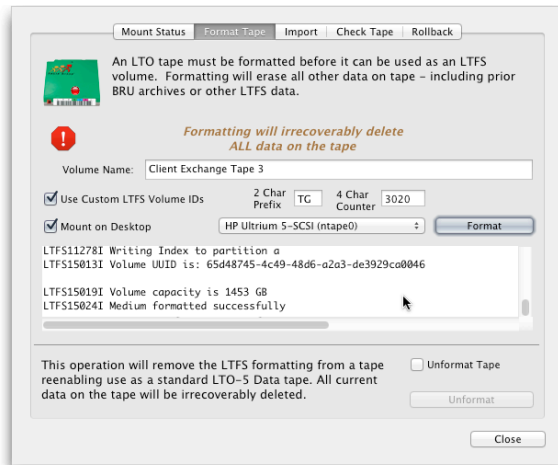 Mount Status Format Tape Import Check Tape Rollback
An LTO tape must be formatted before it can be used as an LTFS
volume. Formatting will erase all other data on tape – including prior
BRU archives or other LTFS data.
Formatting will irrecoverably delete
ALL data on the tape
Volume Name: Client Exchange Tape 3
Use Custom LTFS Volume IDs 2 Char Prefix TG 4 Char Counter 3020
Mount on Desktop HP Ultrium 5-SCSI (ntape0) Format
LTFS11278I Writing Index to partition a
LTFS15013I Volume UUID is: 65d48745-4c49-48d6-a2a3-de3929ca0046
LTFS15019I Volume capacity is 1453 GB
LTFS15024I Medium formatted successfully
This operation will remove the LTFS formatting from a tape
reenabling use as a standard LTO-5 Data tape. All current
data on the tape will be irrecoverably deleted.
Unformat Tape
Unformat
Close